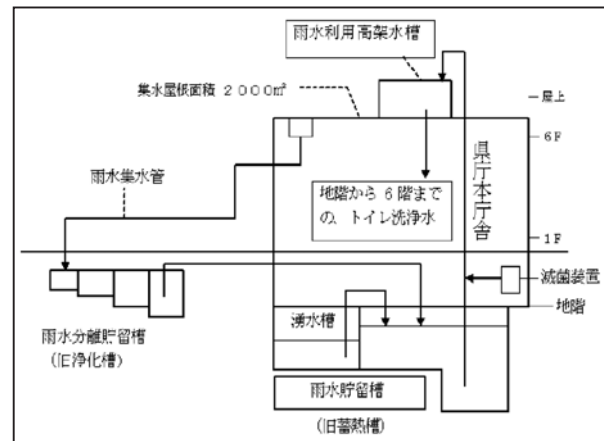 雨水利用高架水槽
集水屋根面積 2000㎡
屋上
6F
県庁本庁舎
雨水集水管
地階から6階まで
の、トイレ洗浄水
1F
滅菌装置
地階
湧水槽
雨水分離貯留槽
(旧浄化槽)
雨水貯留槽
(旧蓄熱槽)